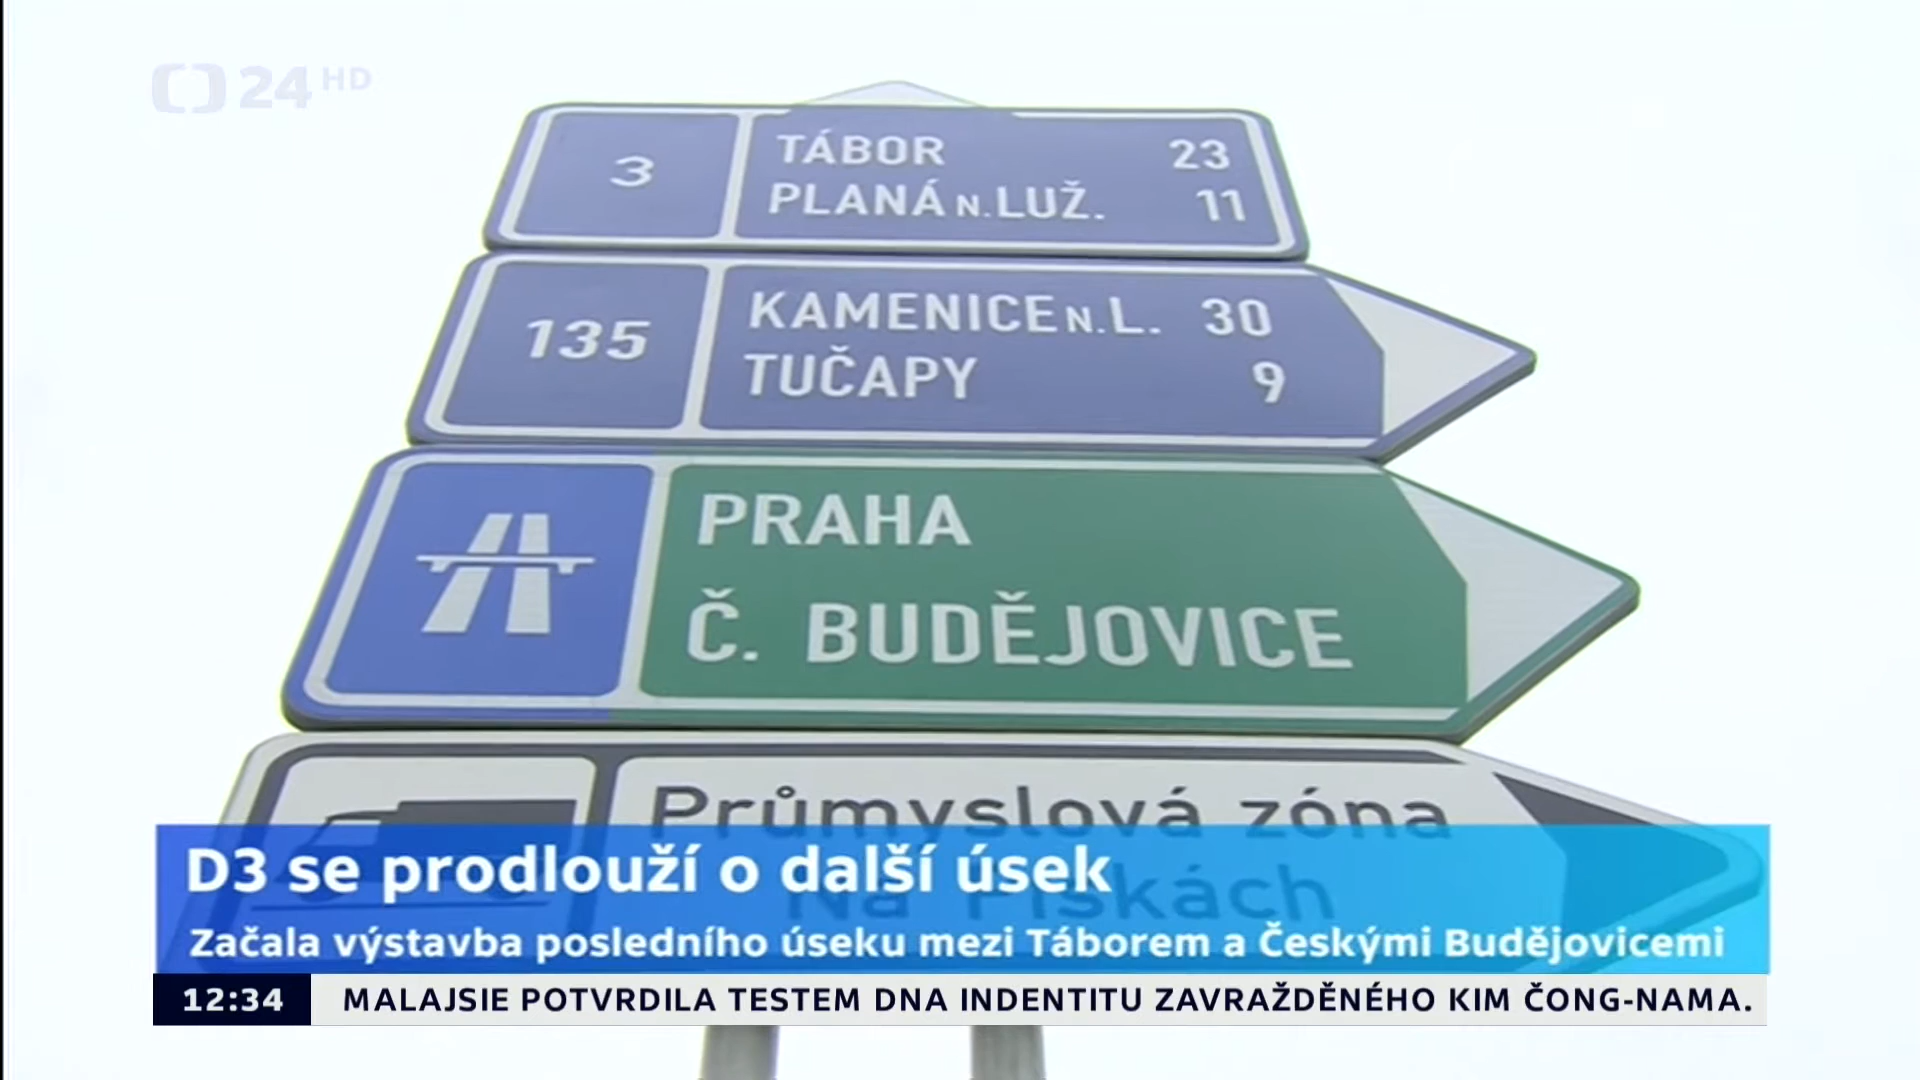 24 HD
3
TÁBOR 23
PLANÁ N. LUŽ. 11
135
KAMENICE N. L. 30
TUČAPY 9
PRAHA
Č. BUDĚJOVICE
Průmyslová zóna
Na Pískách
D3 se prodlouží o další úsek
Začala výstavba posledního úseku mezi Táborem a Českými Budějovicemi
12:34 MALAJSIE POTVRDILA TESTEM DNA INDENTITU ZAVRAŽDĚNÉHO KIM ČONG-NAMA.